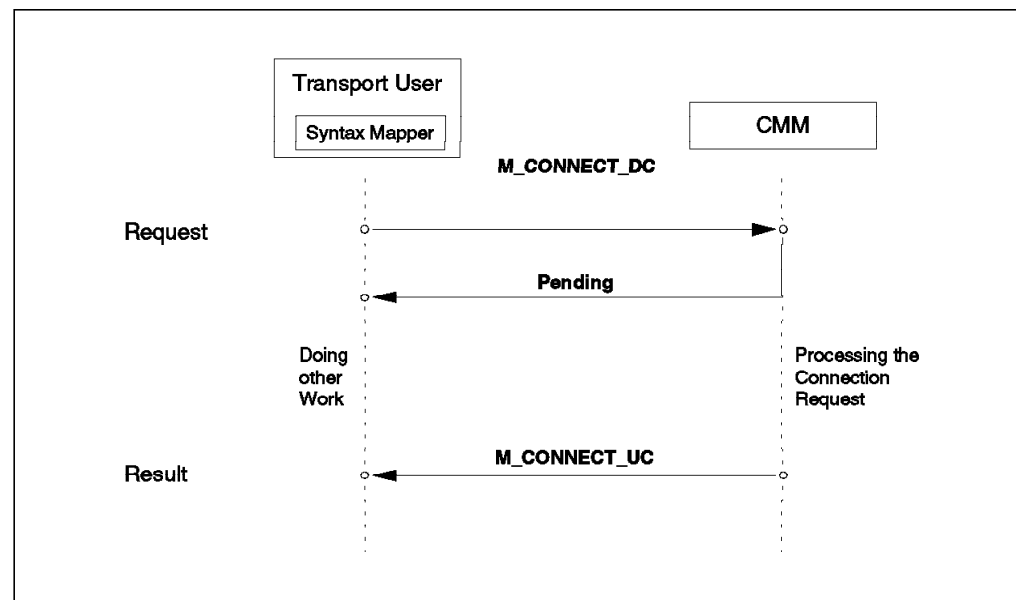 Transport User
Syntax Mapper
CMM
M_CONNECT_DC
Request
Pending
Doing
other
Work
Processing the
Connection
Request
M_CONNECT_UC
Result